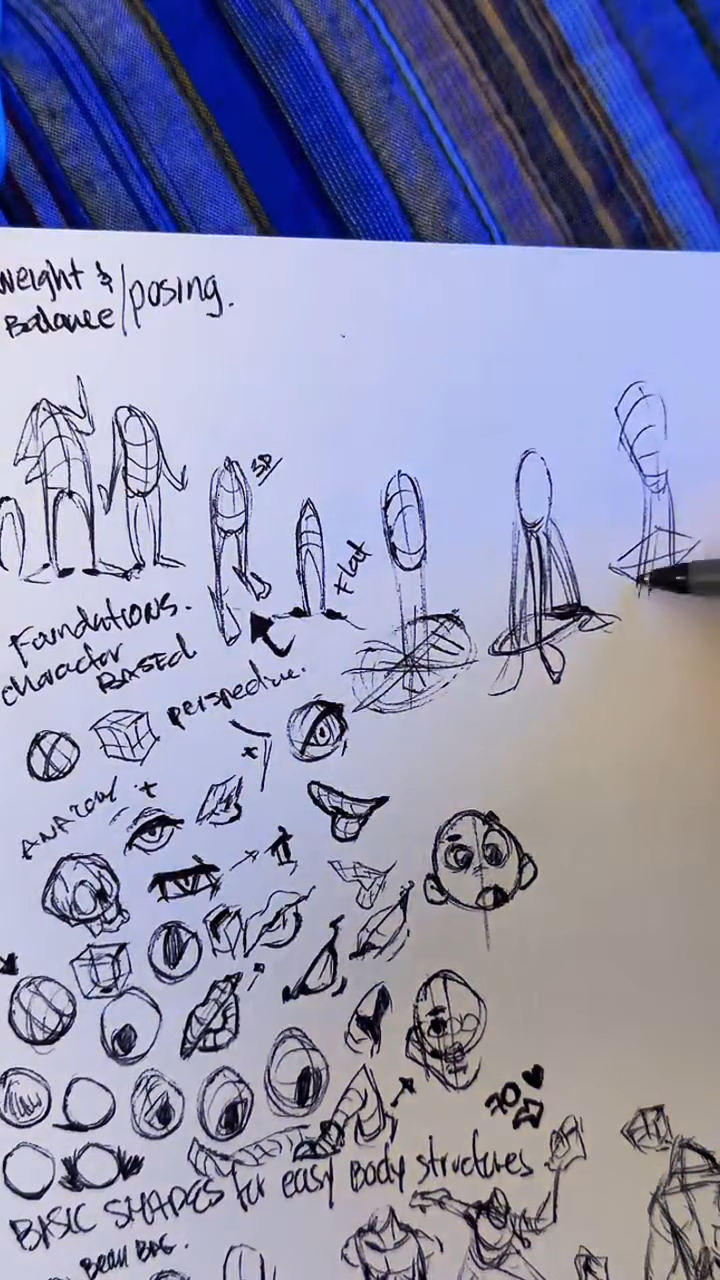 weight &
Balance/posing.
3D
Flat
Foundations.
character
BASED
perspective.
ANATOMY +
BASIC SHAPES for easy Body structures
Bean BAG.